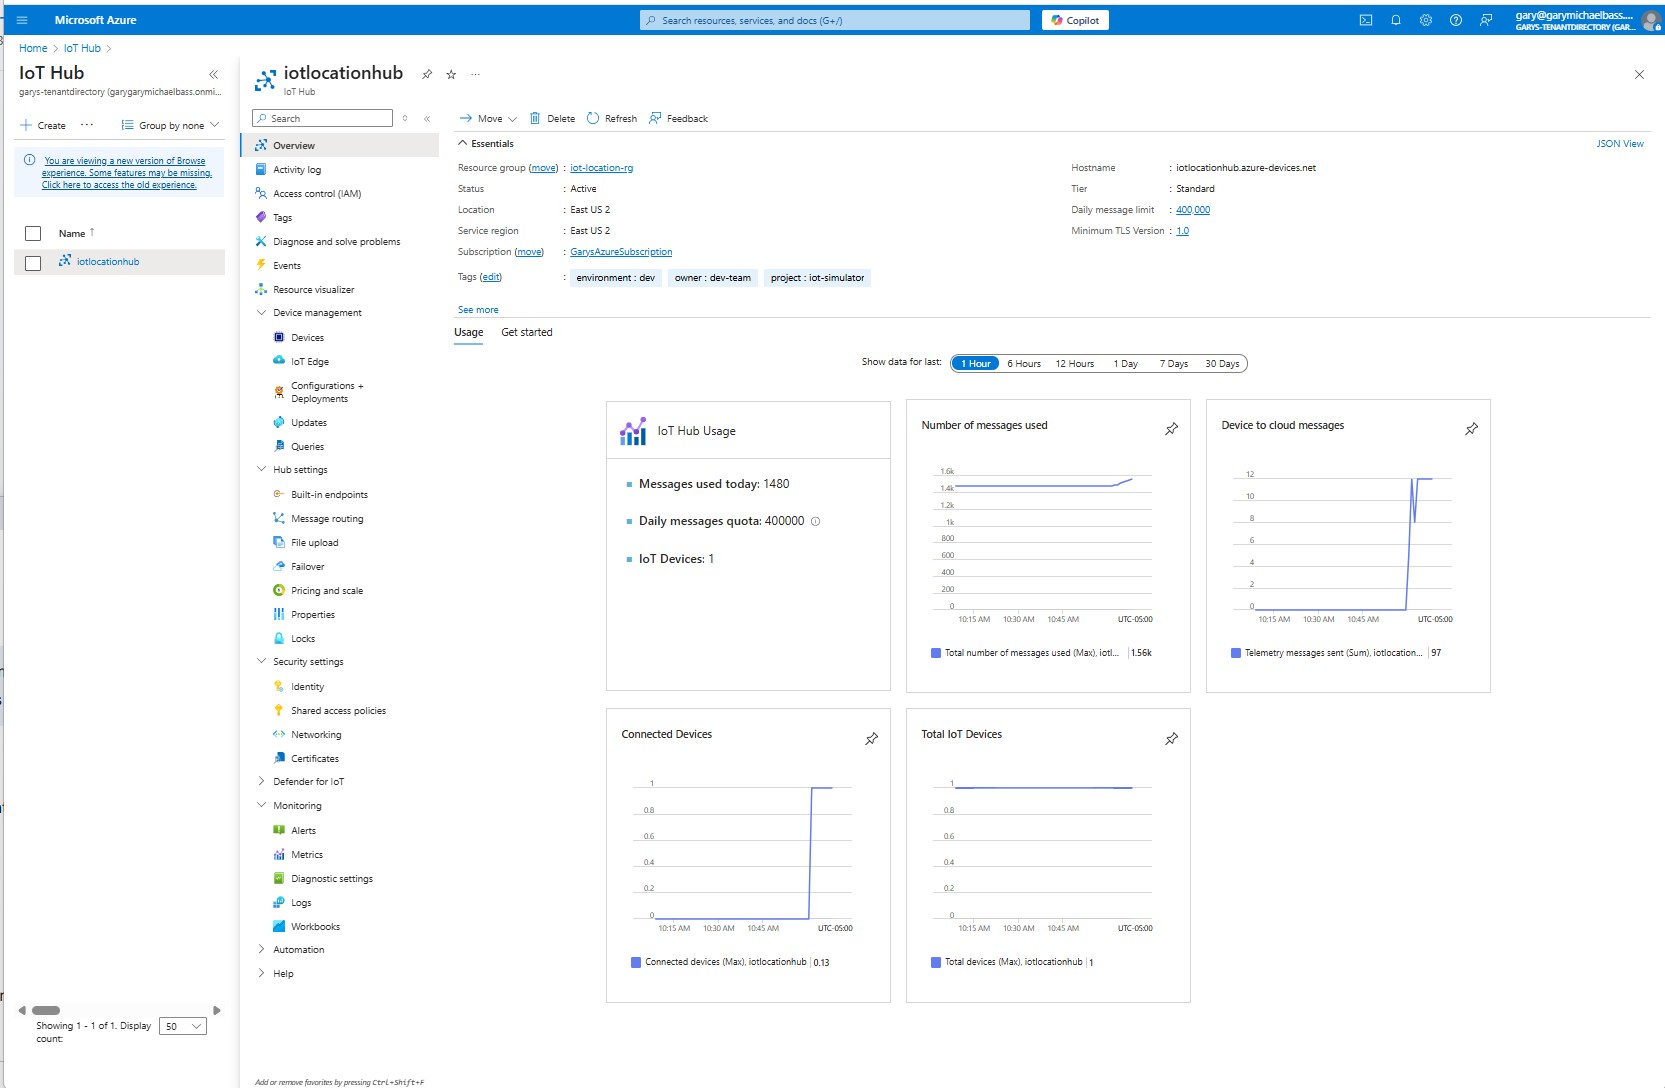 Microsoft Azure
Search resources, services, and docs (G+/)
Copilot
gary@garymichaelbass....
GARYS-TENANTDIRECTORY (GAR...
Home > IoT Hub >
IoT Hub
garys-tenantdirectory (garygarymichaelbass.onmi...
Create
Group by none
You are viewing a new version of Browse
experience. Some features may be missing.
Click here to access the old experience.
Name ↑
iotlocationhub
Showing 1 - 1 of 1. Display
count:
50
iotlocationhub
IoT Hub
Search
Overview
Activity log
Access control (IAM)
Tags
Diagnose and solve problems
Events
Resource visualizer
Device management
Devices
IoT Edge
Configurations +
Deployments
Updates
Queries
Hub settings
Built-in endpoints
Message routing
File upload
Failover
Pricing and scale
Properties
Locks
Security settings
Identity
Shared access policies
Networking
Certificates
Defender for IoT
Monitoring
Alerts
Metrics
Diagnostic settings
Logs
Workbooks
Automation
Help
Add or remove favorites by pressing Ctrl+Shift+F
Move
Delete
Refresh
Feedback
Essentials
JSON View
Resource group (move) : iot-location-rg
Status : Active
Location : East US 2
Service region : East US 2
Subscription (move) : GarysAzureSubscription
Tags (edit) : environment : dev owner : dev-team project : iot-simulator
Hostname : iotlocationhub.azure-devices.net
Tier : Standard
Daily message limit : 400,000
Minimum TLS Version : 1.0
See more
Usage Get started
Show data for last: 1 Hour 6 Hours 12 Hours 1 Day 7 Days 30 Days
IoT Hub Usage
Messages used today: 1480
Daily messages quota: 400000
IoT Devices: 1
Number of messages used
1.6k
1.4k
1.2k
1k
800
600
400
200
0
10:15 AM 10:30 AM 10:45 AM UTC-05:00
Total number of messages used (Max), iotl... 1.56k
Device to cloud messages
12
10
8
6
4
2
0
10:15 AM 10:30 AM 10:45 AM UTC-05:00
Telemetry messages sent (Sum), iotlocation... 97
Connected Devices
1
0.8
0.6
0.4
0.2
0
10:15 AM 10:30 AM 10:45 AM UTC-05:00
Connected devices (Max), iotlocationhub 0.13
Total IoT Devices
1
0.8
0.6
0.4
0.2
0
10:15 AM 10:30 AM 10:45 AM UTC-05:00
Total devices (Max), iotlocationhub 1